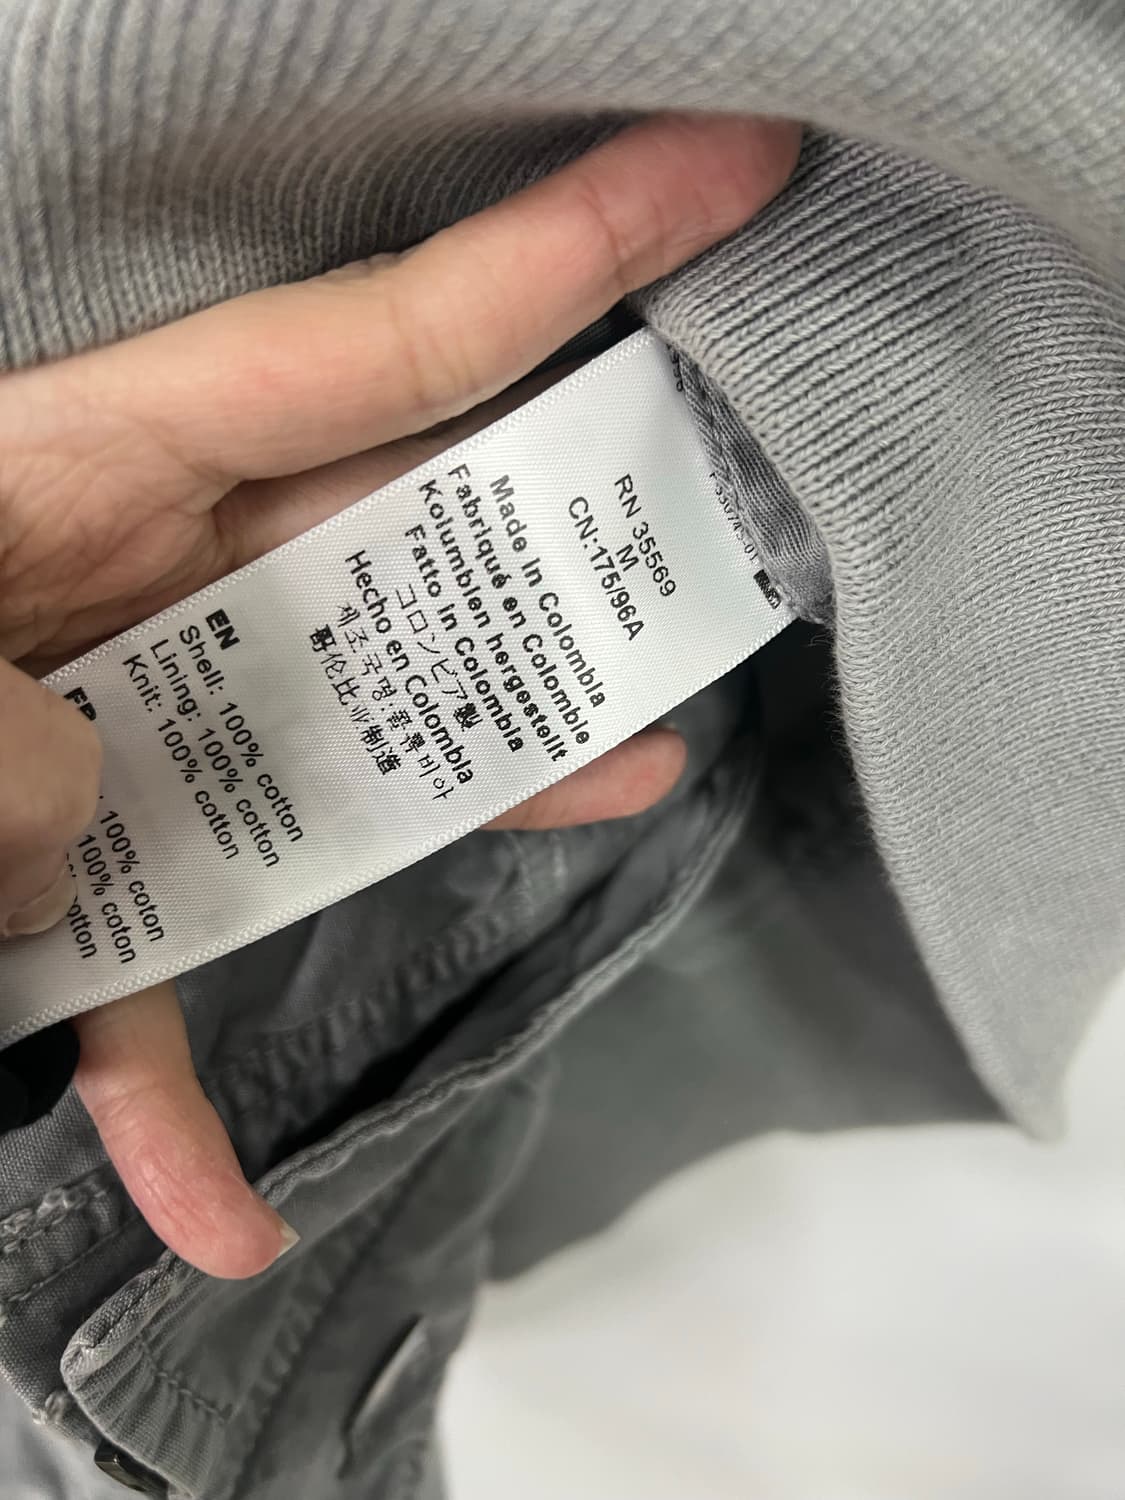 RN 35569
M
CN:175/96A
Made in Colombia
Fabriqué en Colombie
Kolumbien hergestellt
Fatto in Colombia
コロンビア製
Hecho en Colombia
제조국명:콜롬비아
哥伦比亚制造
EN
Shell: 100% cotton
Lining: 100% cotton
Knit: 100% cotton
FR
100% coton
100% coton